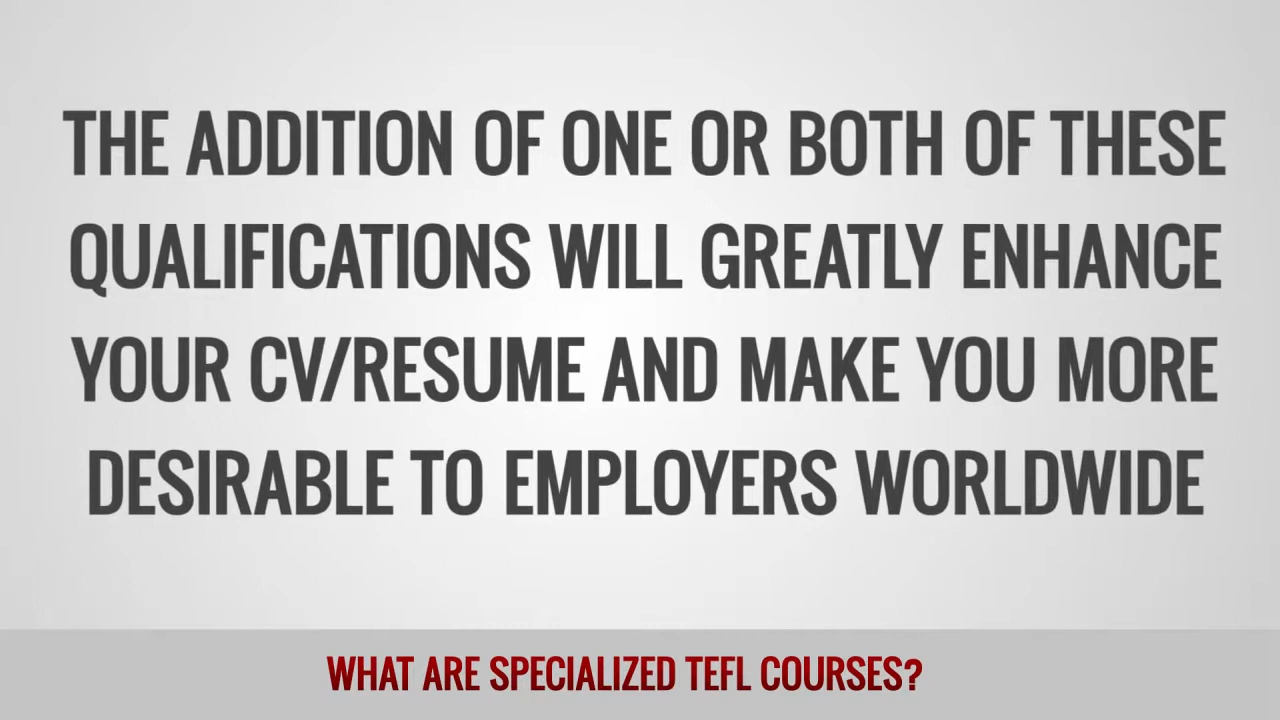 THE ADDITION OF ONE OR BOTH OF THESE
QUALIFICATIONS WILL GREATLY ENHANCE
YOUR CV/RESUME AND MAKE YOU MORE
DESIRABLE TO EMPLOYERS WORLDWIDE
WHAT ARE SPECIALIZED TEFL COURSES?